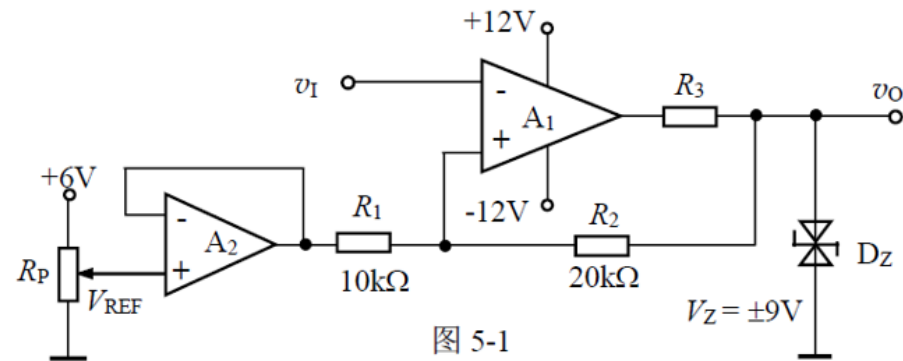 +12V
v_I
-
+
A₁
R₃
v_O
-12V
+6V
-
+
A₂
R₁
10kΩ
R₂
20kΩ
R_P
V_REF
D_Z
V_Z = ±9V
图 5-1